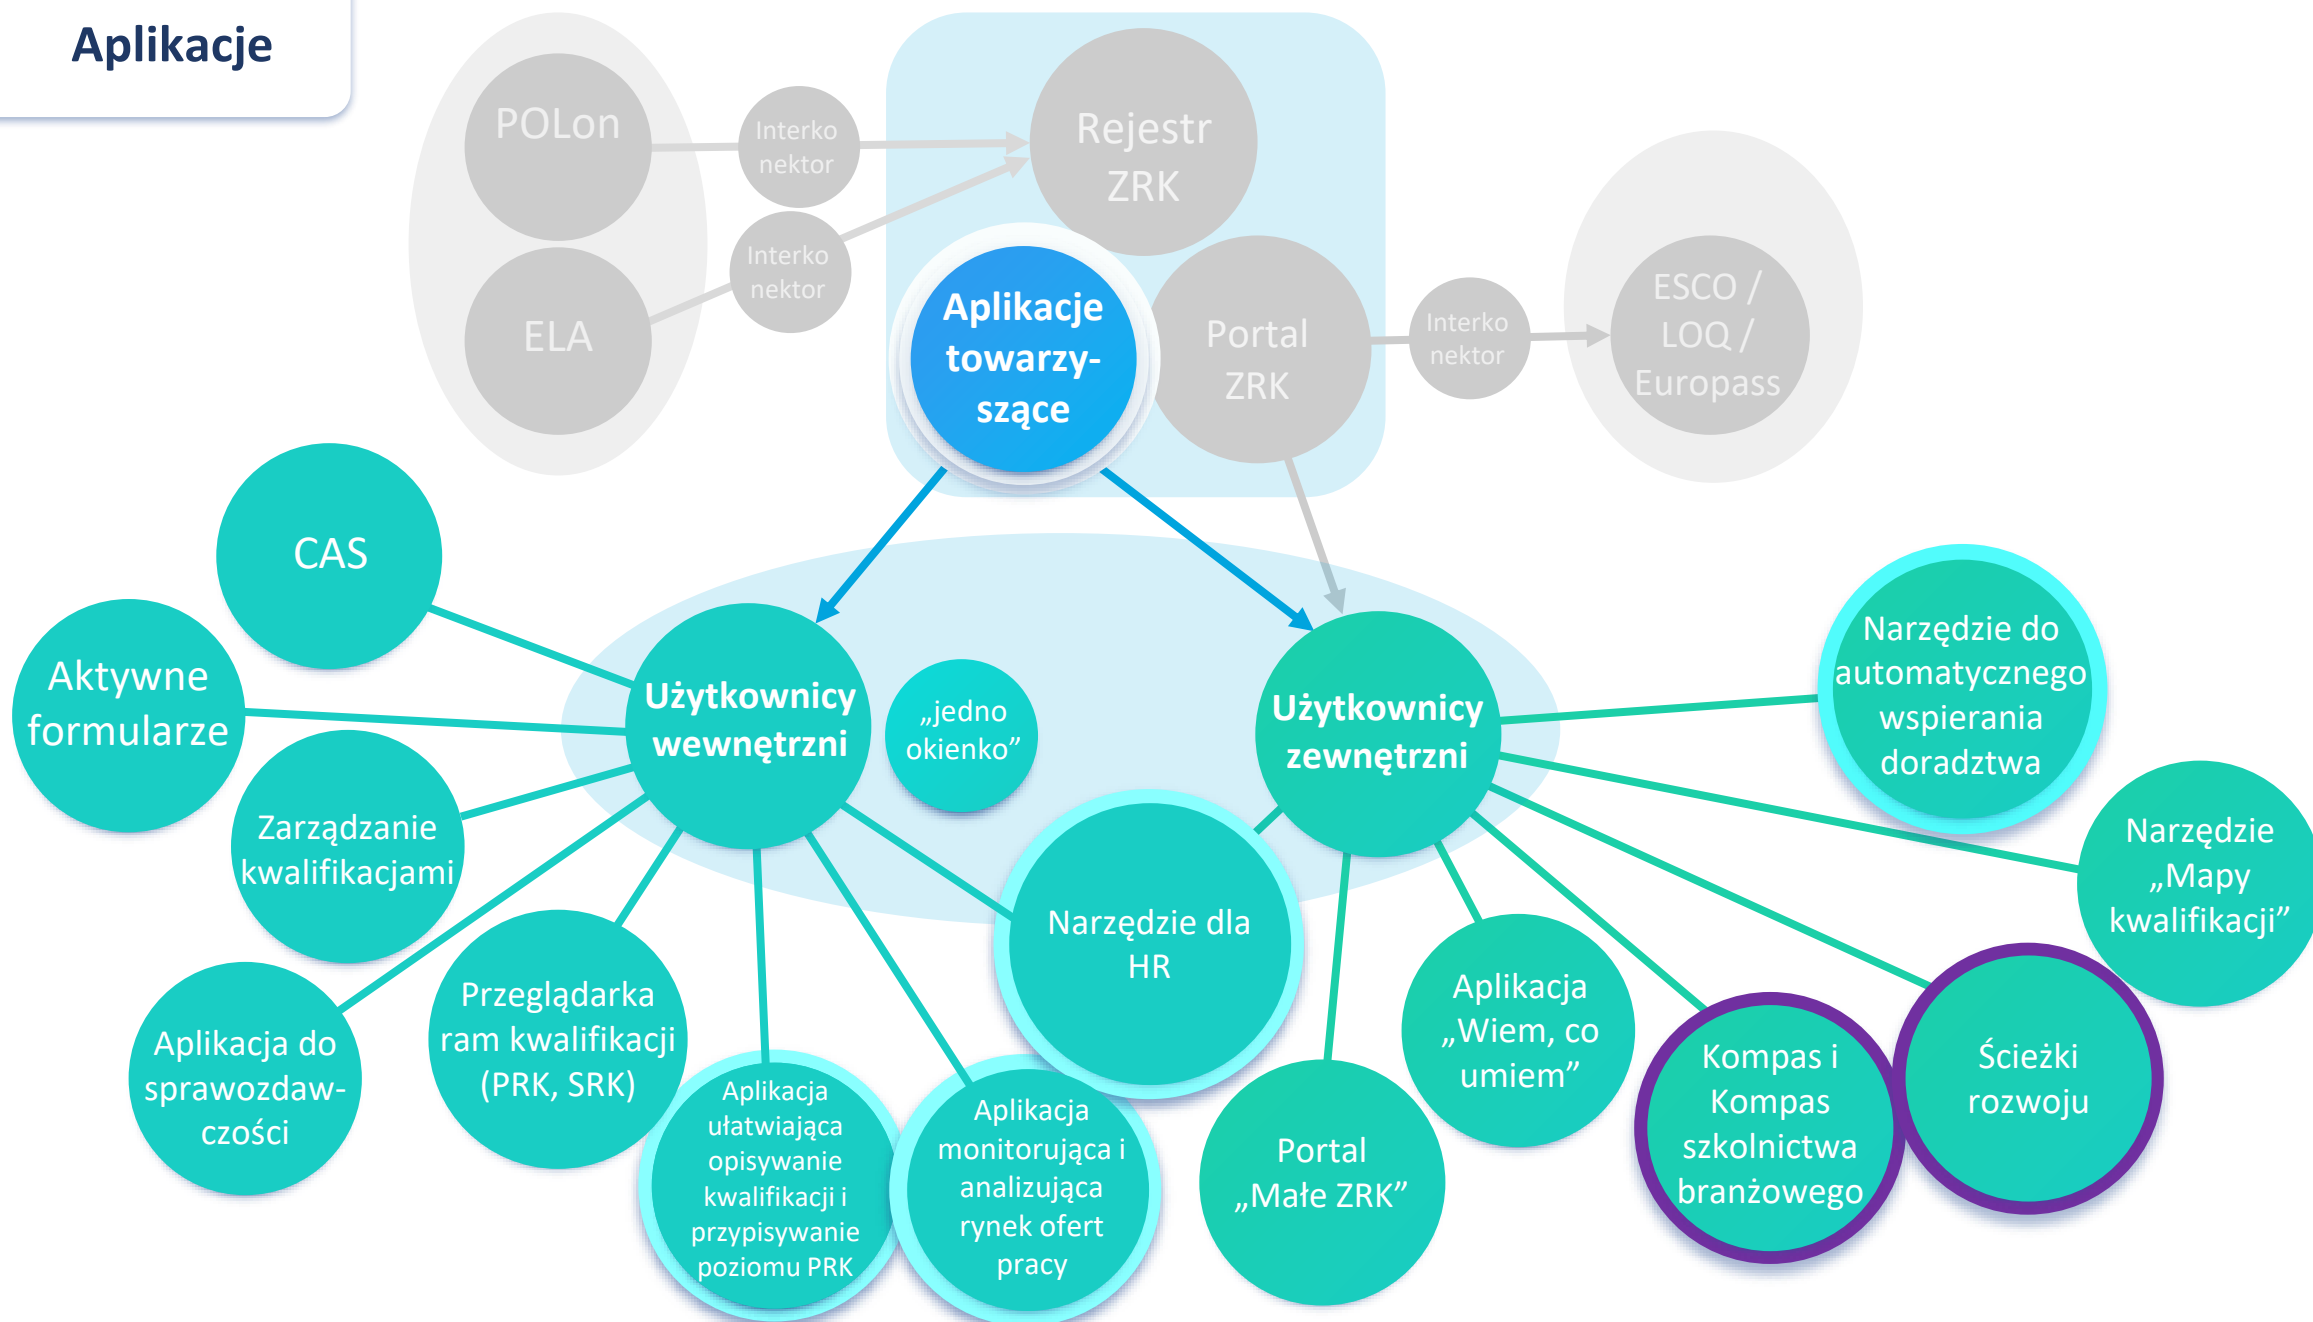 Aplikacje
POLon
Interko
nektor
Rejestr
ZRK
Interko
nektor
ELA
Aplikacje
towarzy-
szące
Portal
ZRK
Interko
nektor
ESCO /
LOQ /
Europass
CAS
Aktywne
formularze
Użytkownicy
wewnętrzni
„jedno
okienko”
Użytkownicy
zewnętrzni
Narzędzie do
automatycznego
wspierania
doradztwa
Zarządzanie
kwalifikacjami
Narzędzie
„Mapy
kwalifikacji”
Aplikacja do
sprawozdaw-
czości
Przeglądarka
ram kwalifikacji
(PRK, SRK)
Aplikacja
ułatwiająca
opisywanie
kwalifikacji i
przypisywanie
poziomu PRK
Aplikacja
monitorująca i
analizująca
rynek ofert
pracy
Narzędzie dla
HR
Portal
„Małe ZRK”
Aplikacja
„Wiem, co
umiem”
Kompas i
Kompas
szkolnictwa
branżowego
Ścieżki
rozwoju